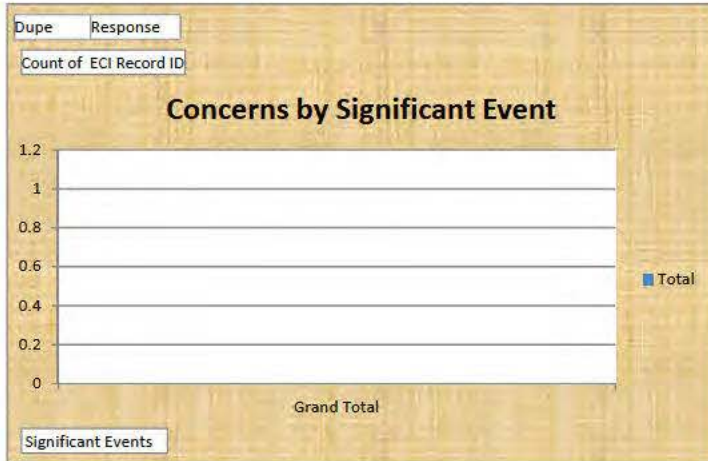 Dupe Response
Count of ECI Record ID
Concerns by Significant Event
1.2
1
0.8
0.6
0.4
0.2
0
Total
Grand Total
Significant Events